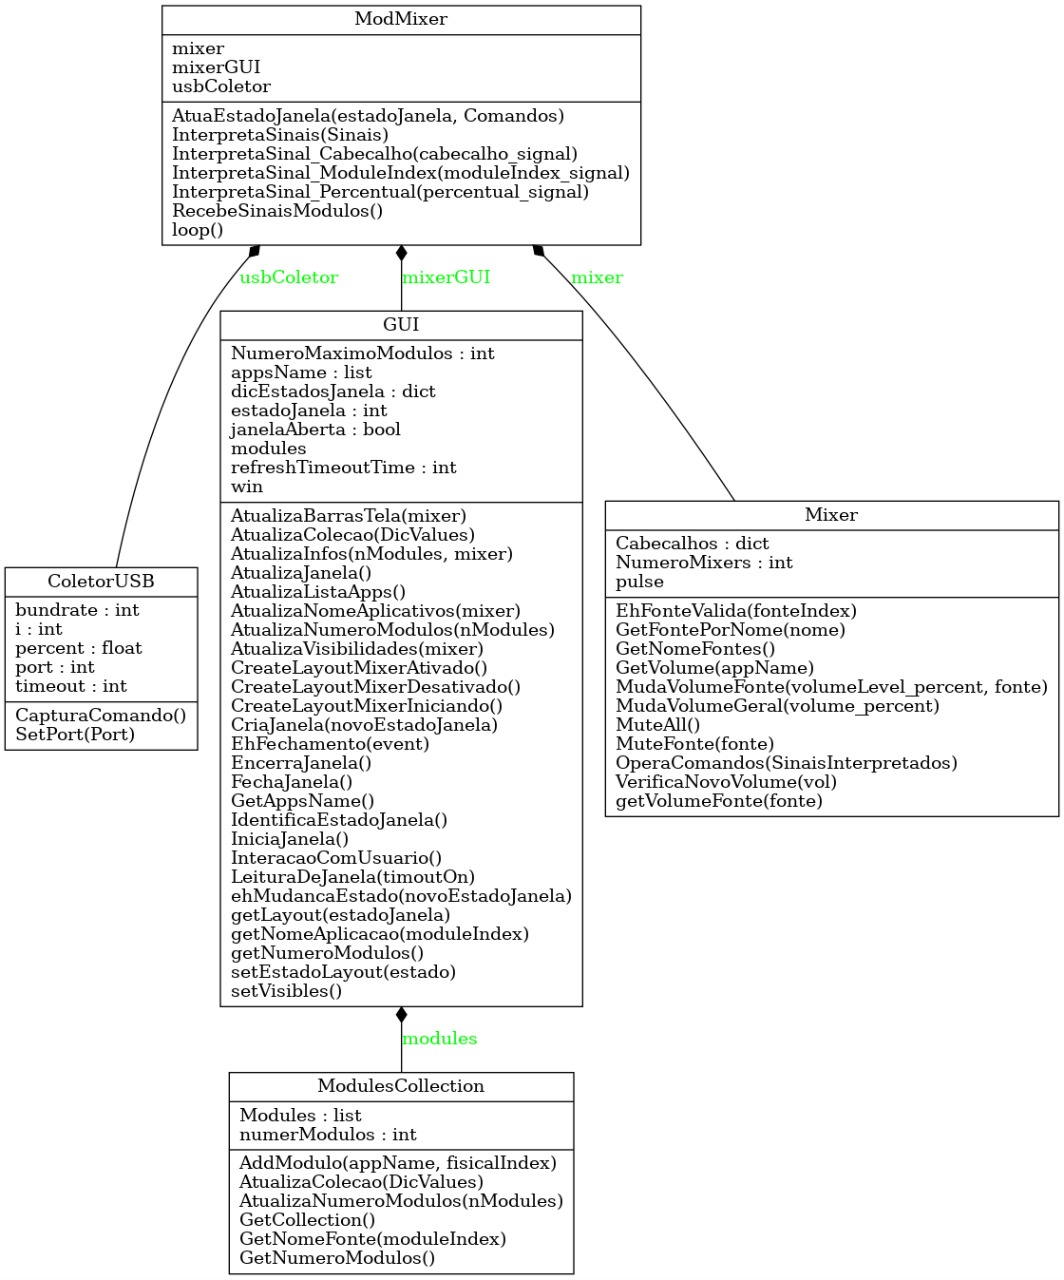 ModMixer
mixer
mixerGUI
usbColetor
AtuaEstadoJanela(estadoJanela, Comandos)
InterpretaSinais(Sinais)
InterpretaSinal_Cabecalho(cabecalho_signal)
InterpretaSinal_ModuleIndex(moduleIndex_signal)
InterpretaSinal_Percentual(percentual_signal)
RecebeSinaisModulos()
loop()
usbColetor
mixerGUI
mixer
GUI
NumeroMaximoModulos : int
appsName : list
dicEstadosJanela : dict
estadoJanela : int
janelaAberta : bool
modules
refreshTimeoutTime : int
win
AtualizaBarrasTela(mixer)
AtualizaColecao(DicValues)
AtualizaInfos(nModules, mixer)
AtualizaJanela()
AtualizaListaApps()
AtualizaNomeAplicativos(mixer)
AtualizaNumeroModulos(nModules)
AtualizaVisibilidades(mixer)
CreateLayoutMixerAtivado()
CreateLayoutMixerDesativado()
CreateLayoutMixerIniciando()
CriaJanela(novoEstadoJanela)
EhFechamento(event)
EncerraJanela()
FechaJanela()
GetAppsName()
IdentificaEstadoJanela()
IniciaJanela()
InteracaoComUsuario()
LeituraDeJanela(timoutOn)
ehMudancaEstado(novoEstadoJanela)
getLayout(estadoJanela)
getNomeAplicacao(moduleIndex)
getNumeroModulos()
setEstadoLayout(estado)
setVisibles()
Mixer
Cabecalhos : dict
NumeroMixers : int
pulse
EhFonteValida(fonteIndex)
GetFontePorNome(nome)
GetNomeFontes()
GetVolume(appName)
MudaVolumeFonte(volumeLevel_percent, fonte)
MudaVolumeGeral(volume_percent)
MuteAll()
MuteFonte(fonte)
OperaComandos(SinaisInterpretados)
VerificaNovoVolume(vol)
getVolumeFonte(fonte)
ColetorUSB
bundrate : int
i : int
percent : float
port : int
timeout : int
CapturaComando()
SetPort(Port)
modules
ModulesCollection
Modules : list
numerModulos : int
AddModulo(appName, fisicalIndex)
AtualizaColecao(DicValues)
AtualizaNumeroModulos(nModules)
GetCollection()
GetNomeFonte(moduleIndex)
GetNumeroModulos()